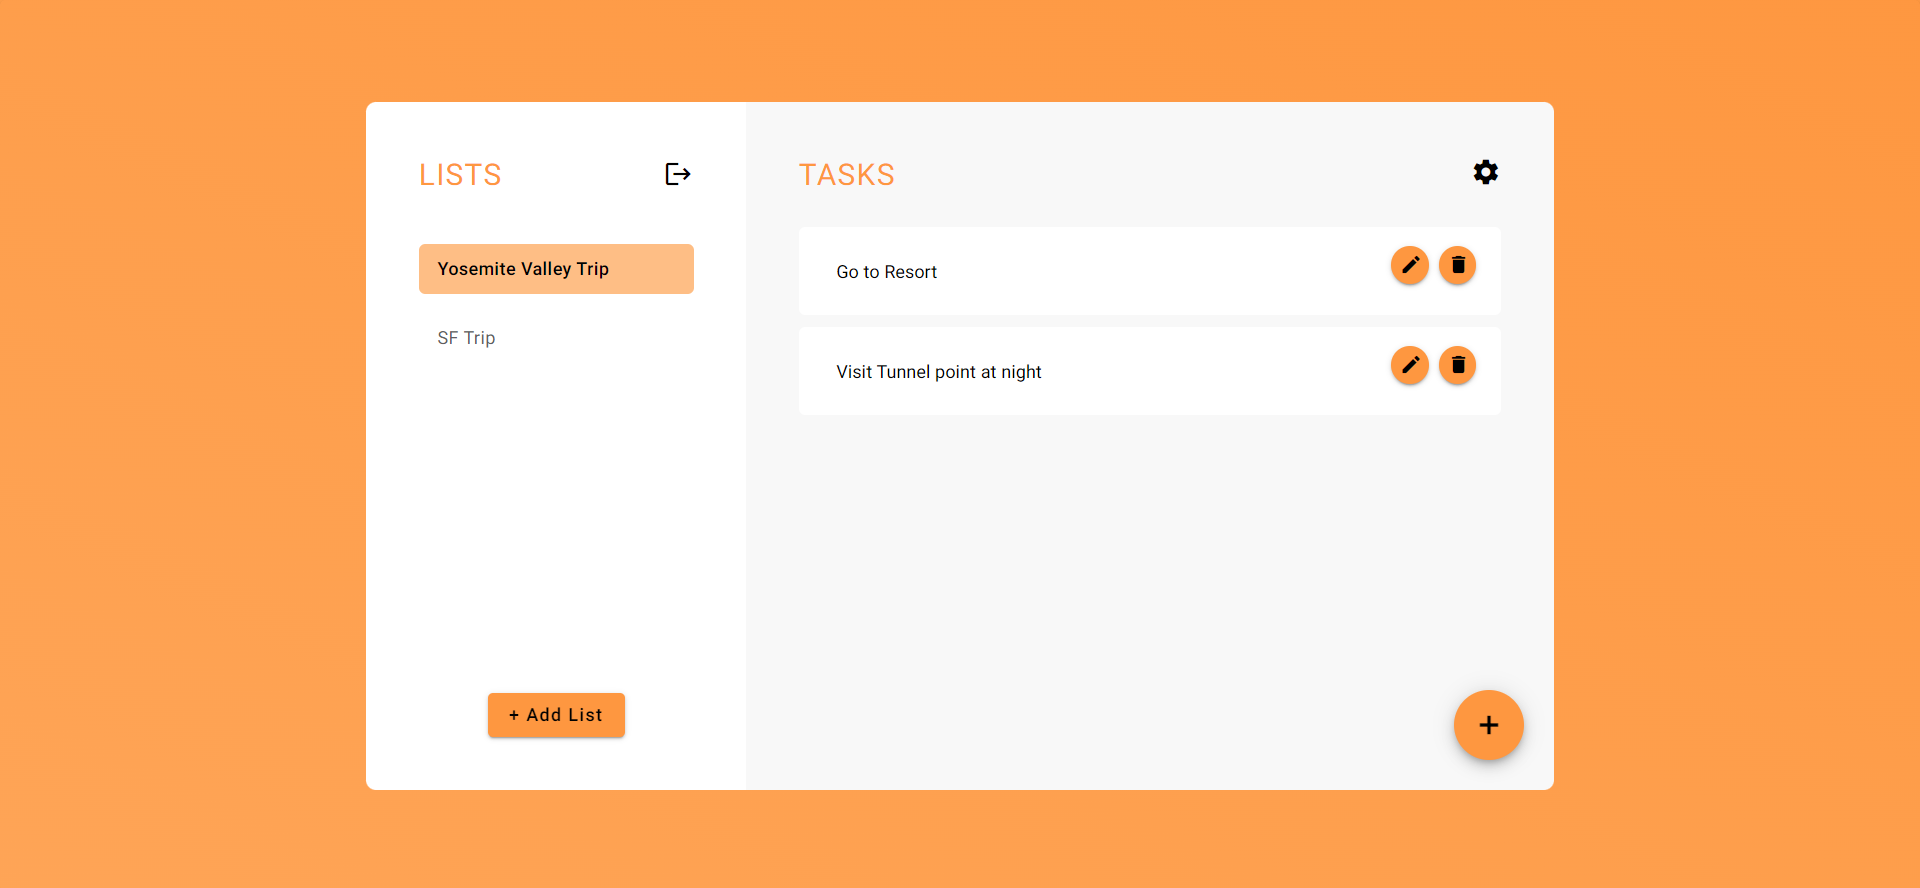 LISTS
Yosemite Valley Trip
SF Trip
+ Add List
TASKS
Go to Resort
Visit Tunnel point at night
+